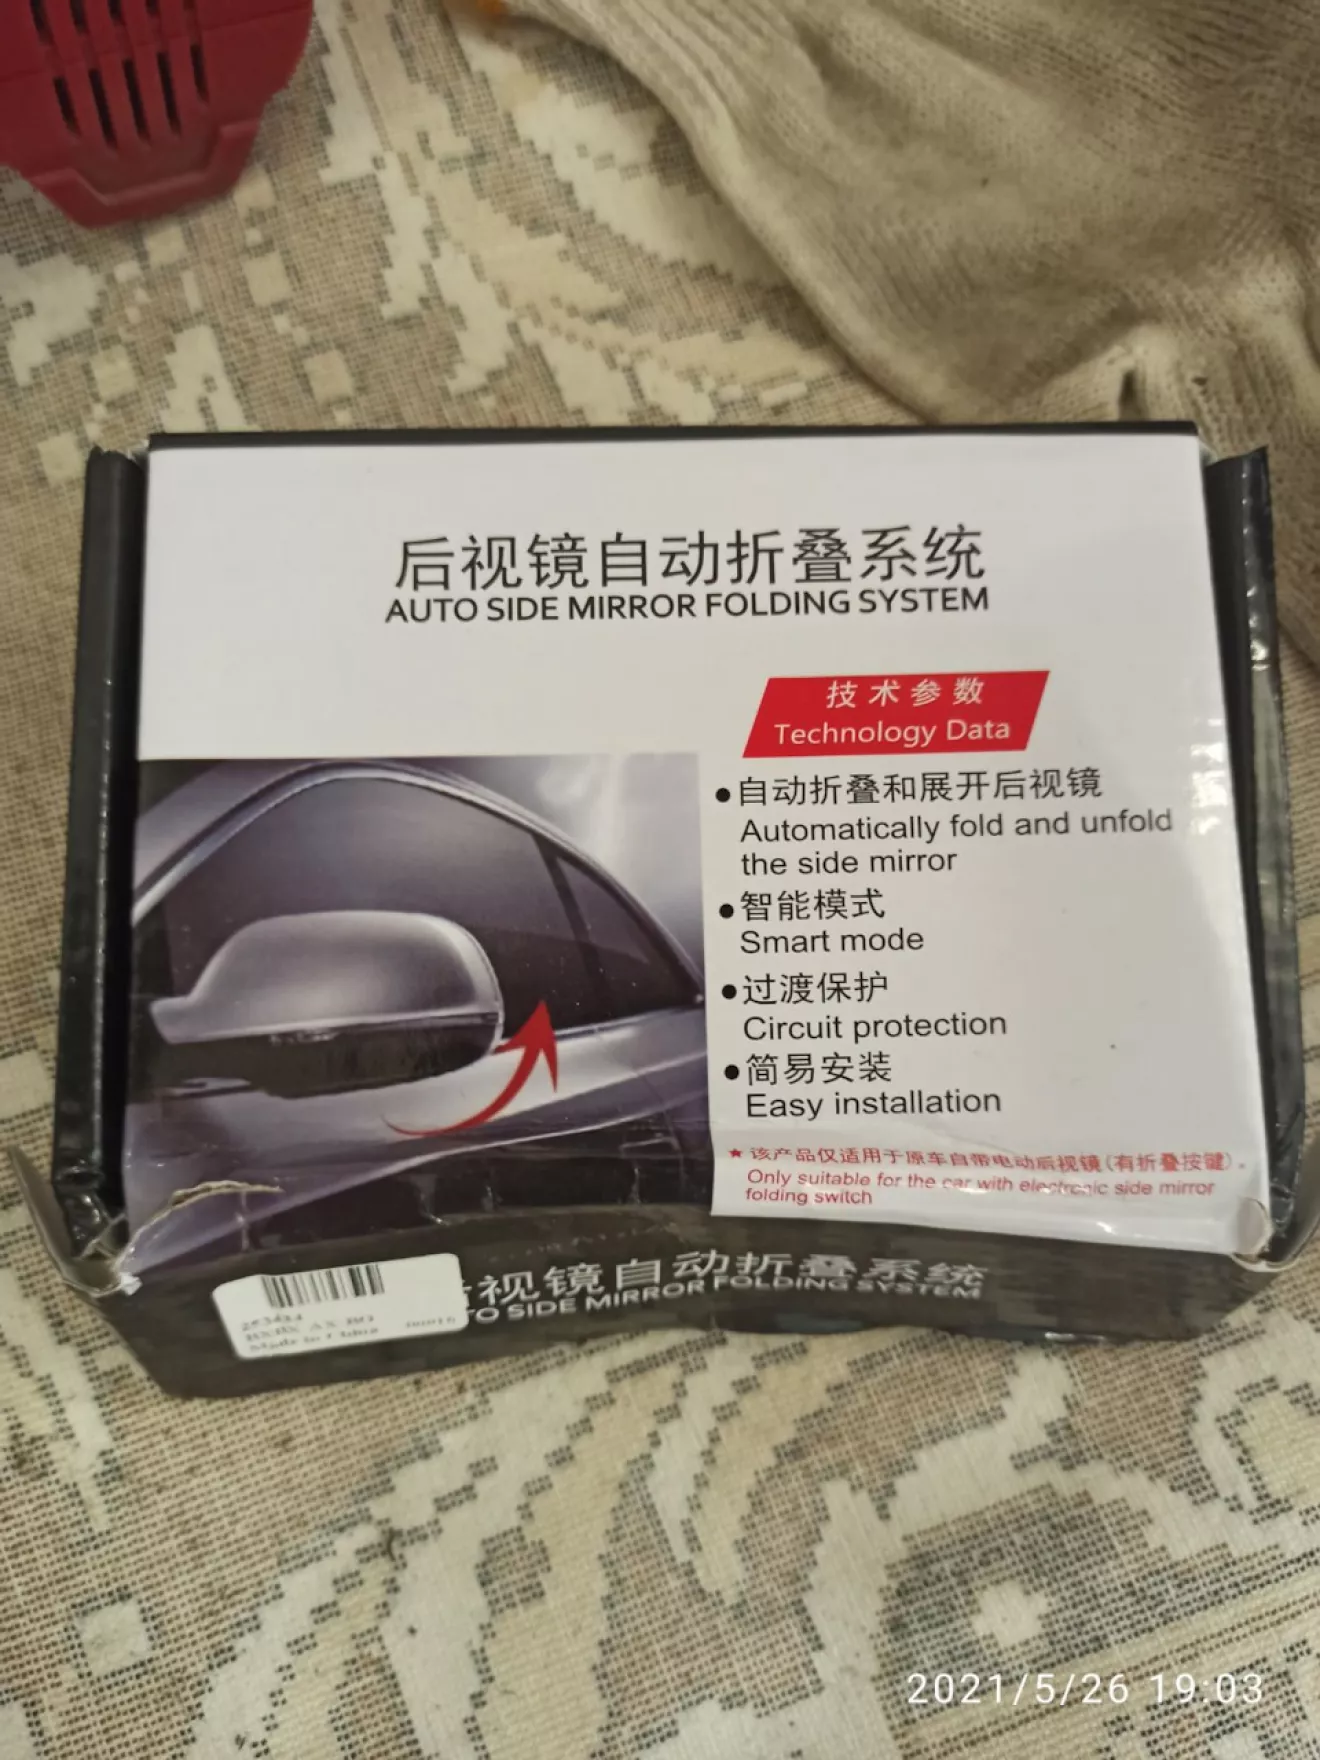 后视镜自动折叠系统
AUTO SIDE MIRROR FOLDING SYSTEM
技术参数
Technology Data
●自动折叠和展开后视镜
Automatically fold and unfold
the side mirror
●智能模式
Smart mode
●过渡保护
Circuit protection
●简易安装
Easy installation
★该产品仅适用于原车自带电动后视镜(有折叠按键)。
Only suitable for the car with electronic side mirror
folding switch
视镜自动折叠系统
TO SIDE MIRROR FOLDING SYSTEM
Made in China
2021/5/26 19:03